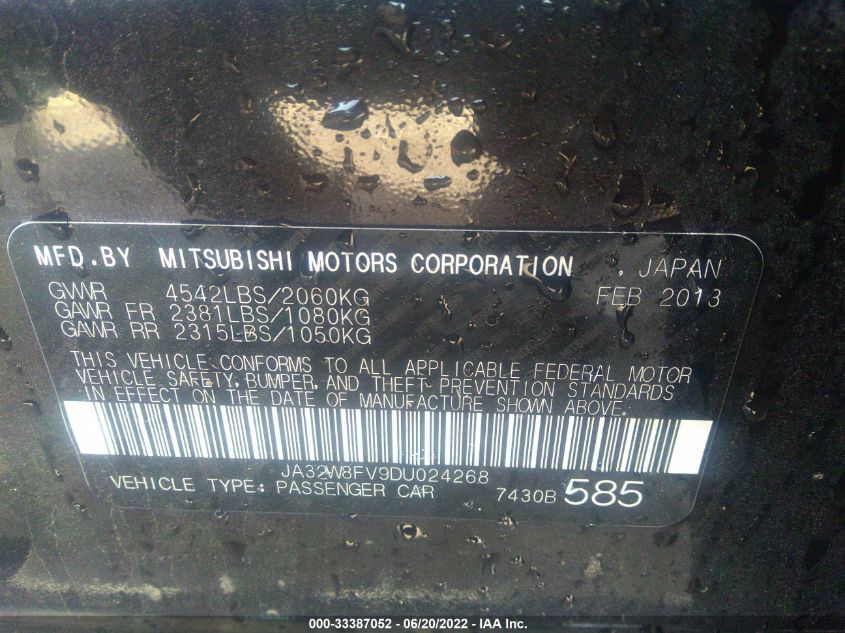 MFD.BY MITSUBISHI MOTORS CORPORATION , JAPAN
GVWR 4542LBS/2060KG FEB 2013
GAWR FR 2381LBS/1080KG
GAWR RR 2315LBS/1050KG
THIS VEHICLE CONFORMS TO ALL APPLICABLE FEDERAL MOTOR
VEHICLE SAFETY, BUMPER, AND THEFT PREVENTION STANDARDS
IN EFFECT ON THE DATE OF MANUFACTURE SHOWN ABOVE.
JA32W8FV9DU024268
VEHICLE TYPE: PASSENGER CAR 7430B 585
000-33387052 - 06/20/2022 - IAA Inc.